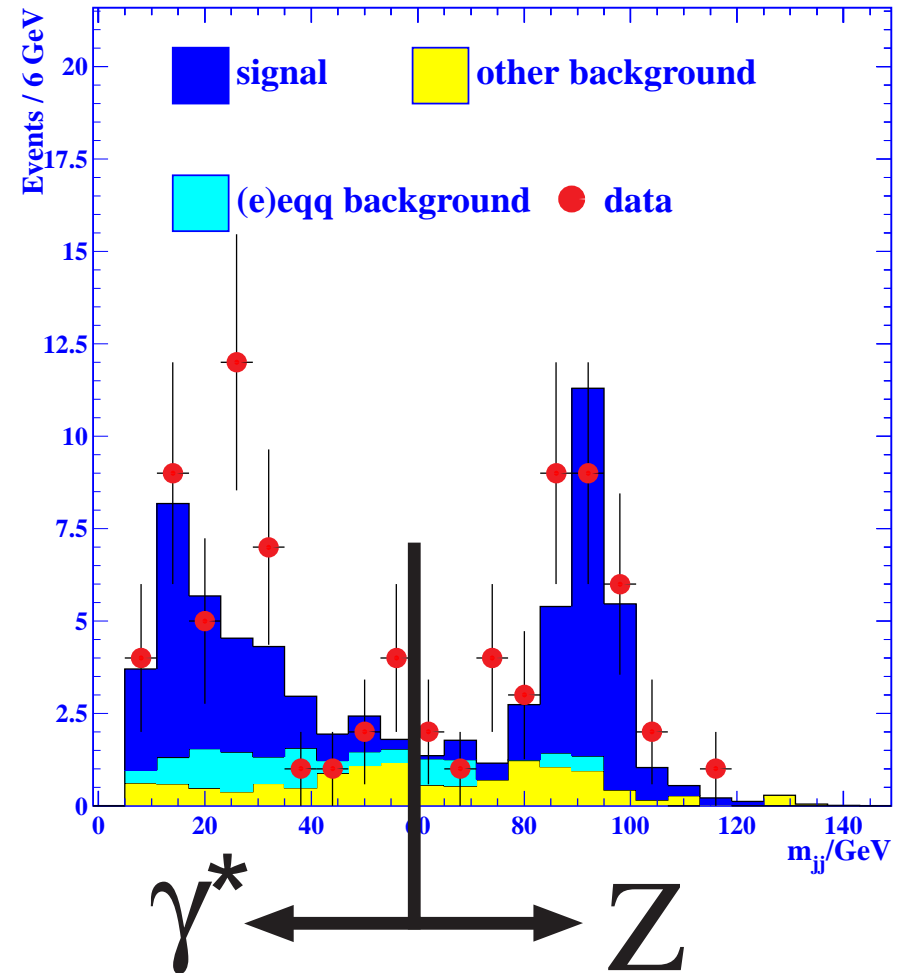 Events / 6 GeV
signal
other background
(e)eqq background
data
20
17.5
15
12.5
10
7.5
5
2.5
0
0 20 40 60 80 100 120 140
m_jj/GeV
γ* Z